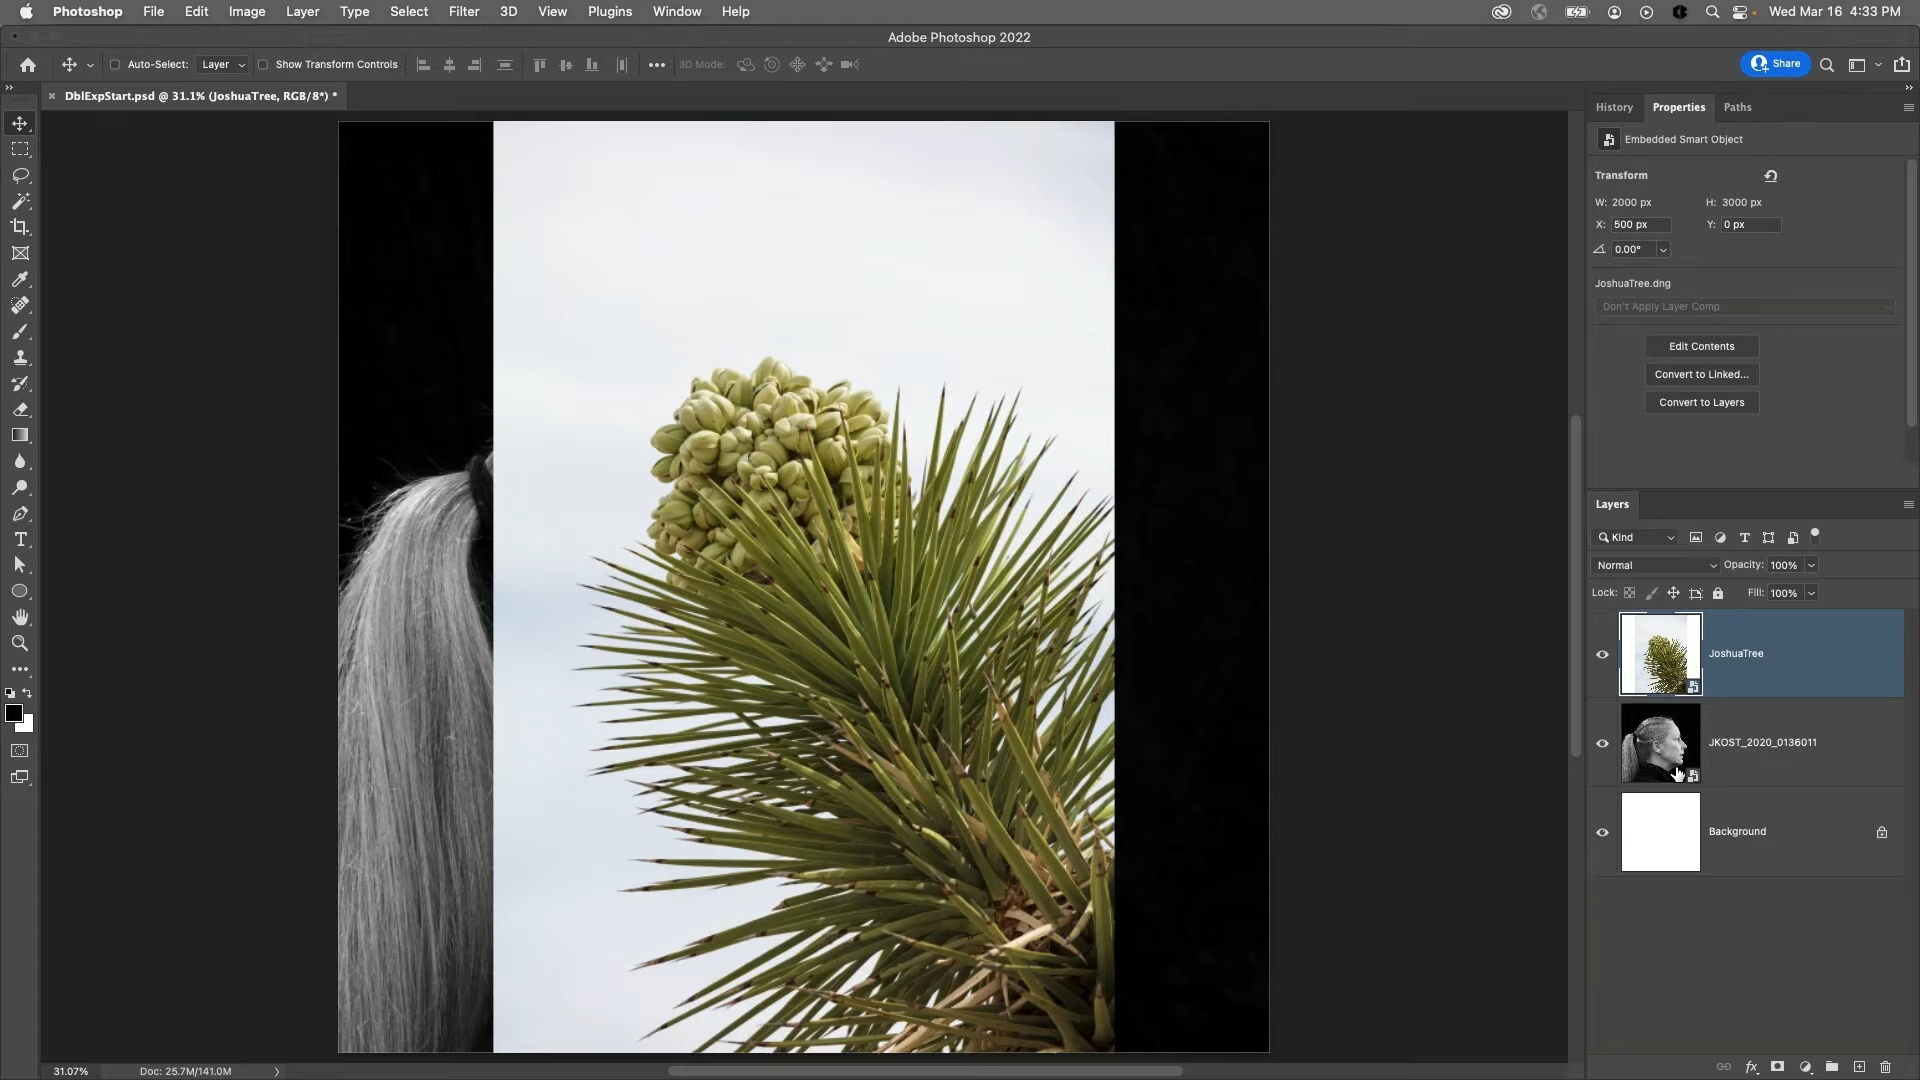 Photoshop File Edit Image Layer Type Select Filter 3D View Plugins Window Help Wed Mar 16 4:33 PM
Adobe Photoshop 2022
Auto-Select: Layer Show Transform Controls 3D Mode: Share
DblExpStart.psd @ 31.1% (JoshuaTree, RGB/8*) *
History Properties Paths
Embedded Smart Object
Transform
W: 2000 px H: 3000 px
X: 500 px Y: 0 px
0.00°
JoshuaTree.dng
Don't Apply Layer Comp
Edit Contents
Convert to Linked...
Convert to Layers
Layers
Kind
Normal Opacity: 100%
Lock: Fill: 100%
JoshuaTree
JKOST_2020_0136011
Background
31.07% Doc: 25.7M/141.0M